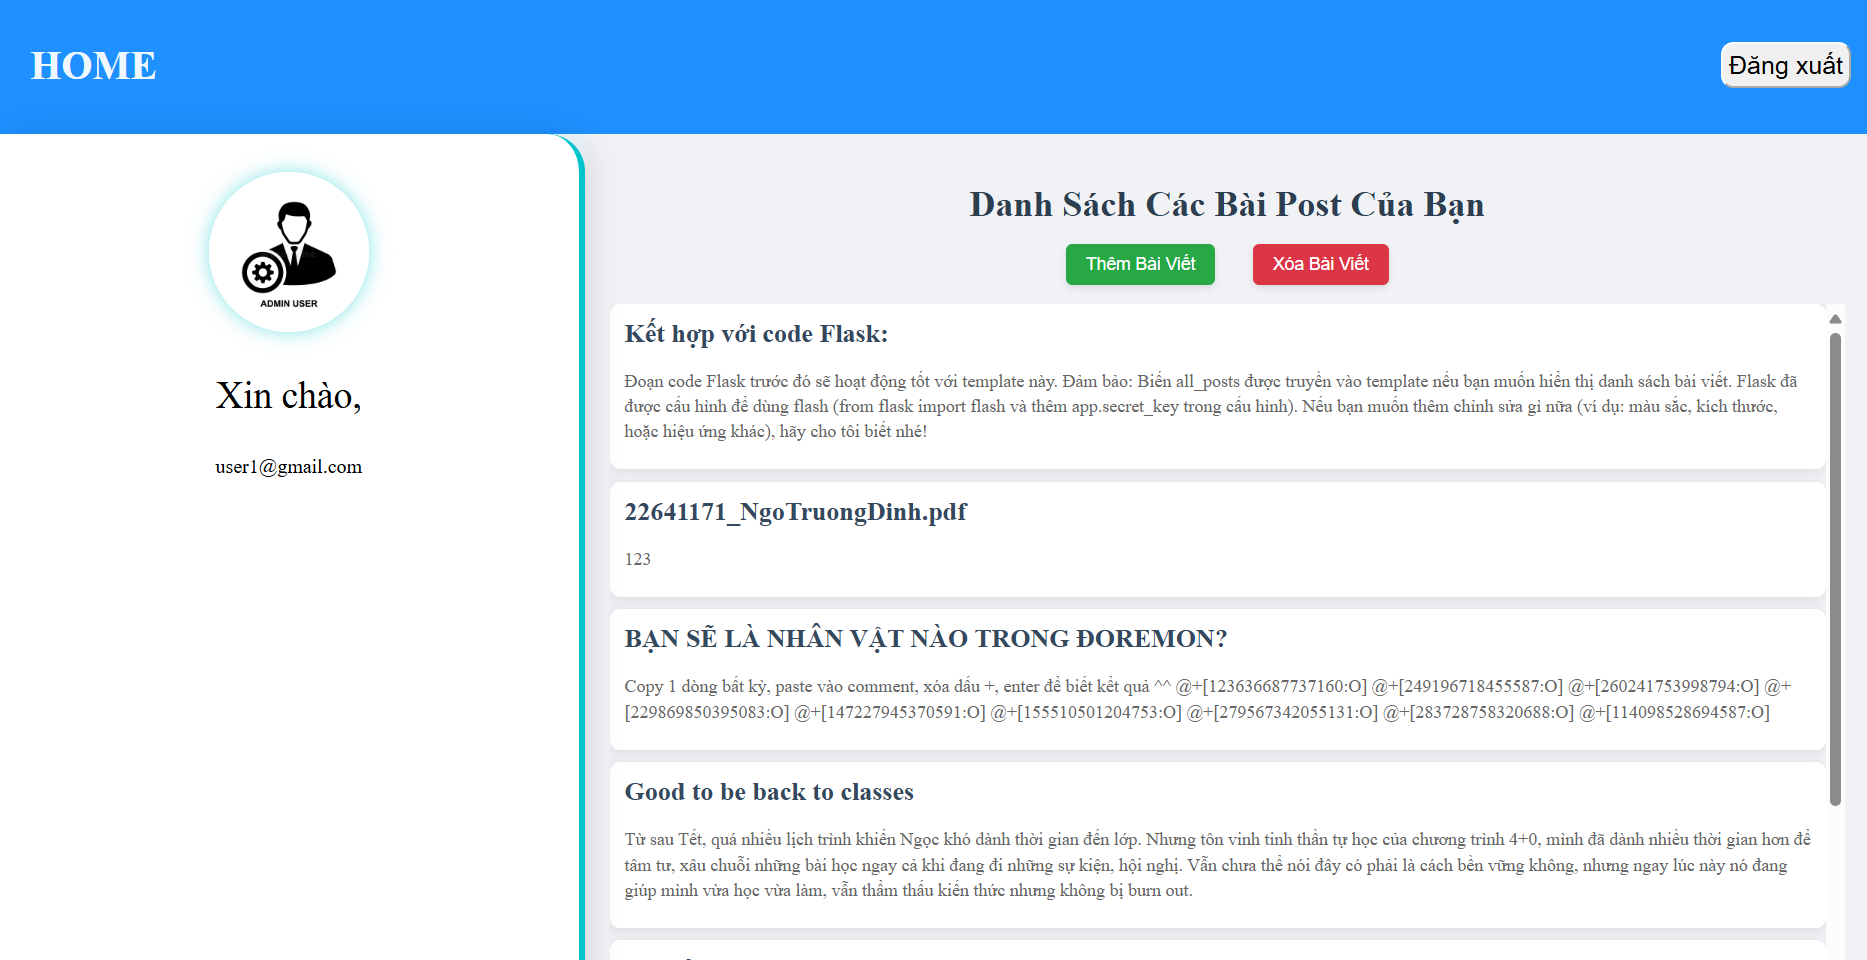 HOME
Đăng xuất
ADMIN USER
Xin chào,
user1@gmail.com
Danh Sách Các Bài Post Của Bạn
Thêm Bài Viết
Xóa Bài Viết
Kết hợp với code Flask:
Đoạn code Flask trước đó sẽ hoạt động tốt với template này. Đảm bảo: Biến all_posts được truyền vào template nếu bạn muốn hiển thị danh sách bài viết. Flask đã
được cấu hình để dùng flash (from flask import flash và thêm app.secret_key trong cấu hình). Nếu bạn muốn thêm chỉnh sửa gì nữa (ví dụ: màu sắc, kích thước,
hoặc hiệu ứng khác), hãy cho tôi biết nhé!
22641171_NgoTruongDinh.pdf
123
BẠN SẼ LÀ NHÂN VẬT NÀO TRONG ĐOREMON?
Copy 1 dòng bất kỳ, paste vào comment, xóa dấu +, enter để biết kết quả ^^ @+[123636687737160:O] @+[249196718455587:O] @+[260241753998794:O] @+
[229869850395083:O] @+[147227945370591:O] @+[155510501204753:O] @+[279567342055131:O] @+[283728758320688:O] @+[114098528694587:O]
Good to be back to classes
Từ sau Tết, quá nhiều lịch trình khiến Ngọc khó dành thời gian đến lớp. Nhưng tôn vinh tinh thần tự học của chương trình 4+0, mình đã dành nhiều thời gian hơn để
tâm tư, xâu chuỗi những bài học ngay cả khi đang đi những sự kiện, hội nghị. Vẫn chưa thể nói đây có phải là cách bền vững không, nhưng ngay lúc này nó đang
giúp mình vừa học vừa làm, vẫn thẩm thấu kiến thức nhưng không bị burn out.